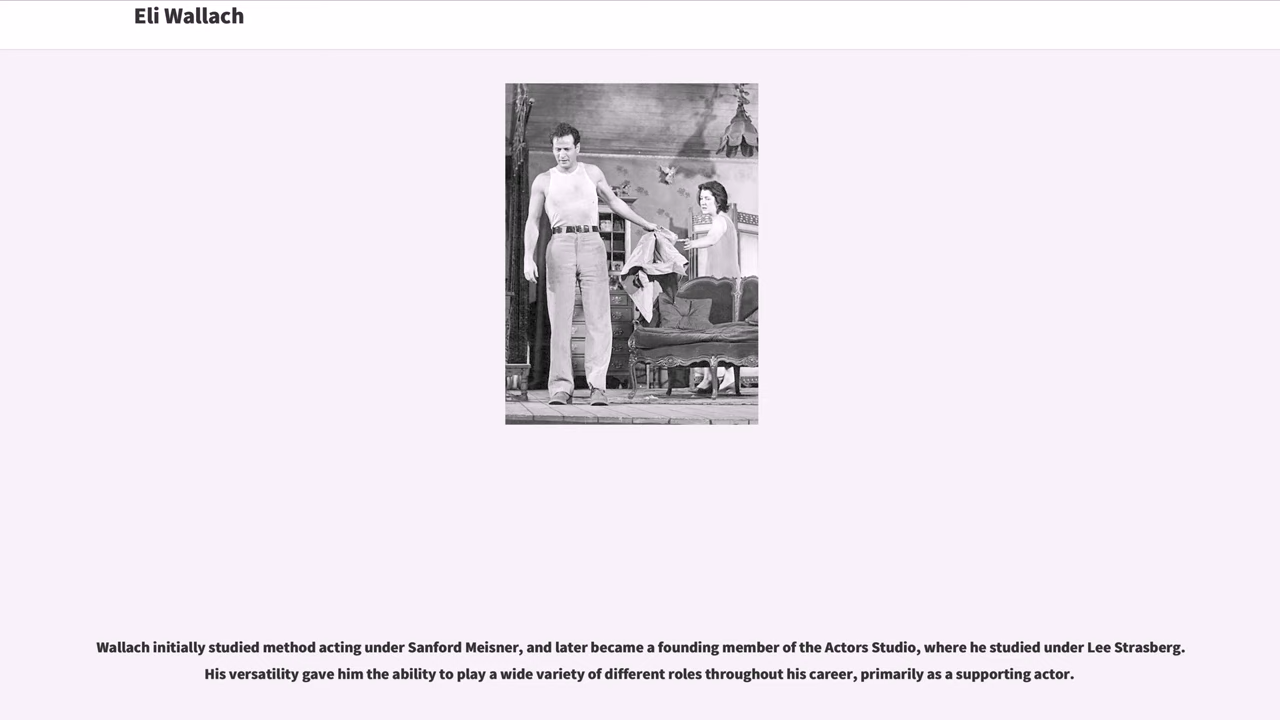 Eli Wallach
Wallach initially studied method acting under Sanford Meisner, and later became a founding member of the Actors Studio, where he studied under Lee Strasberg.
His versatility gave him the ability to play a wide variety of different roles throughout his career, primarily as a supporting actor.